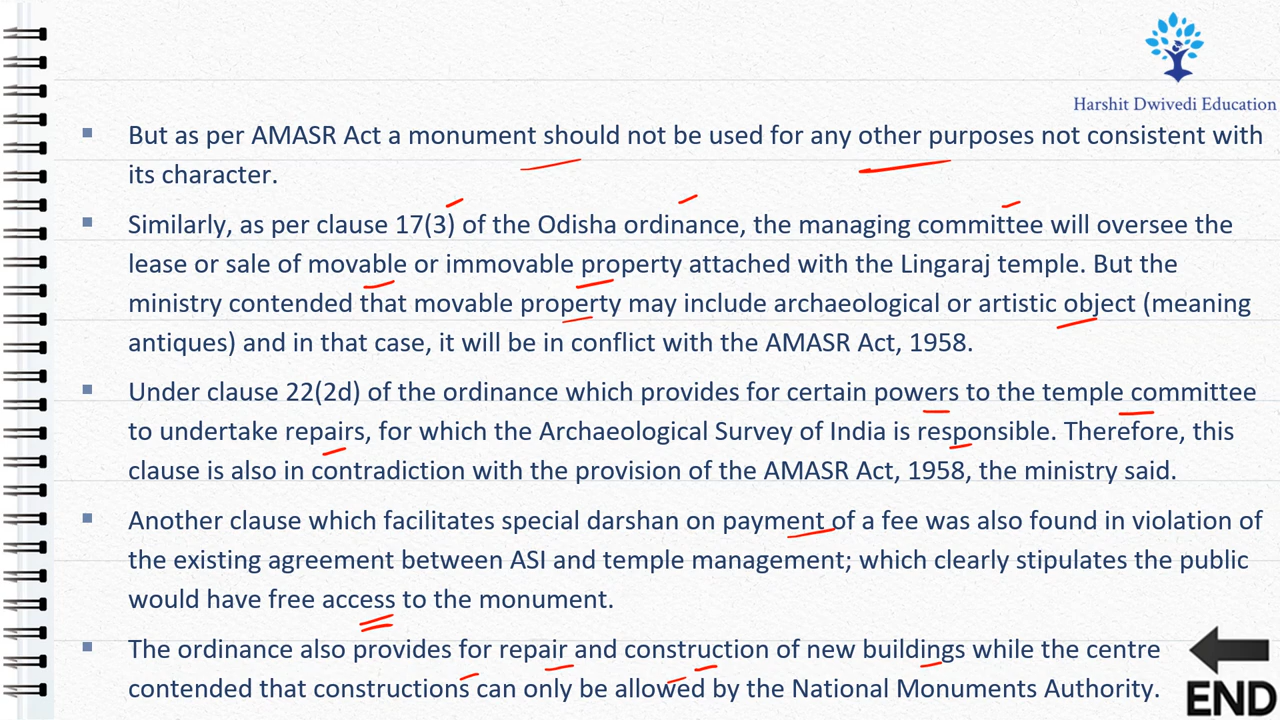 Harshit Dwivedi Education
But as per AMASR Act a monument should not be used for any other purposes not consistent with
its character.
Similarly, as per clause 17(3) of the Odisha ordinance, the managing committee will oversee the
lease or sale of movable or immovable property attached with the Lingaraj temple. But the
ministry contended that movable property may include archaeological or artistic object (meaning
antiques) and in that case, it will be in conflict with the AMASR Act, 1958.
Under clause 22(2d) of the ordinance which provides for certain powers to the temple committee
to undertake repairs, for which the Archaeological Survey of India is responsible. Therefore, this
clause is also in contradiction with the provision of the AMASR Act, 1958, the ministry said.
Another clause which facilitates special darshan on payment of a fee was also found in violation of
the existing agreement between ASI and temple management; which clearly stipulates the public
would have free access to the monument.
The ordinance also provides for repair and construction of new buildings while the centre
contended that constructions can only be allowed by the National Monuments Authority.
END